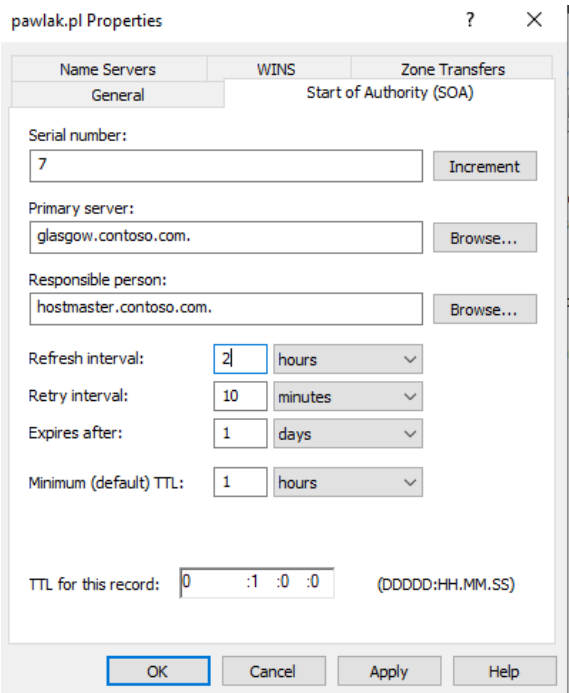 pawlak.pl Properties ? ×
Name Servers WINS Zone Transfers
General Start of Authority (SOA)
Serial number:
7 Increment
Primary server:
glasgow.contoso.com. Browse...
Responsible person:
hostmaster.contoso.com. Browse...
Refresh interval: 2 hours
Retry interval: 10 minutes
Expires after: 1 days
Minimum (default) TTL: 1 hours
TTL for this record: 0 :1 :0 :0 (DDDDD:HH.MM.SS)
OK Cancel Apply Help